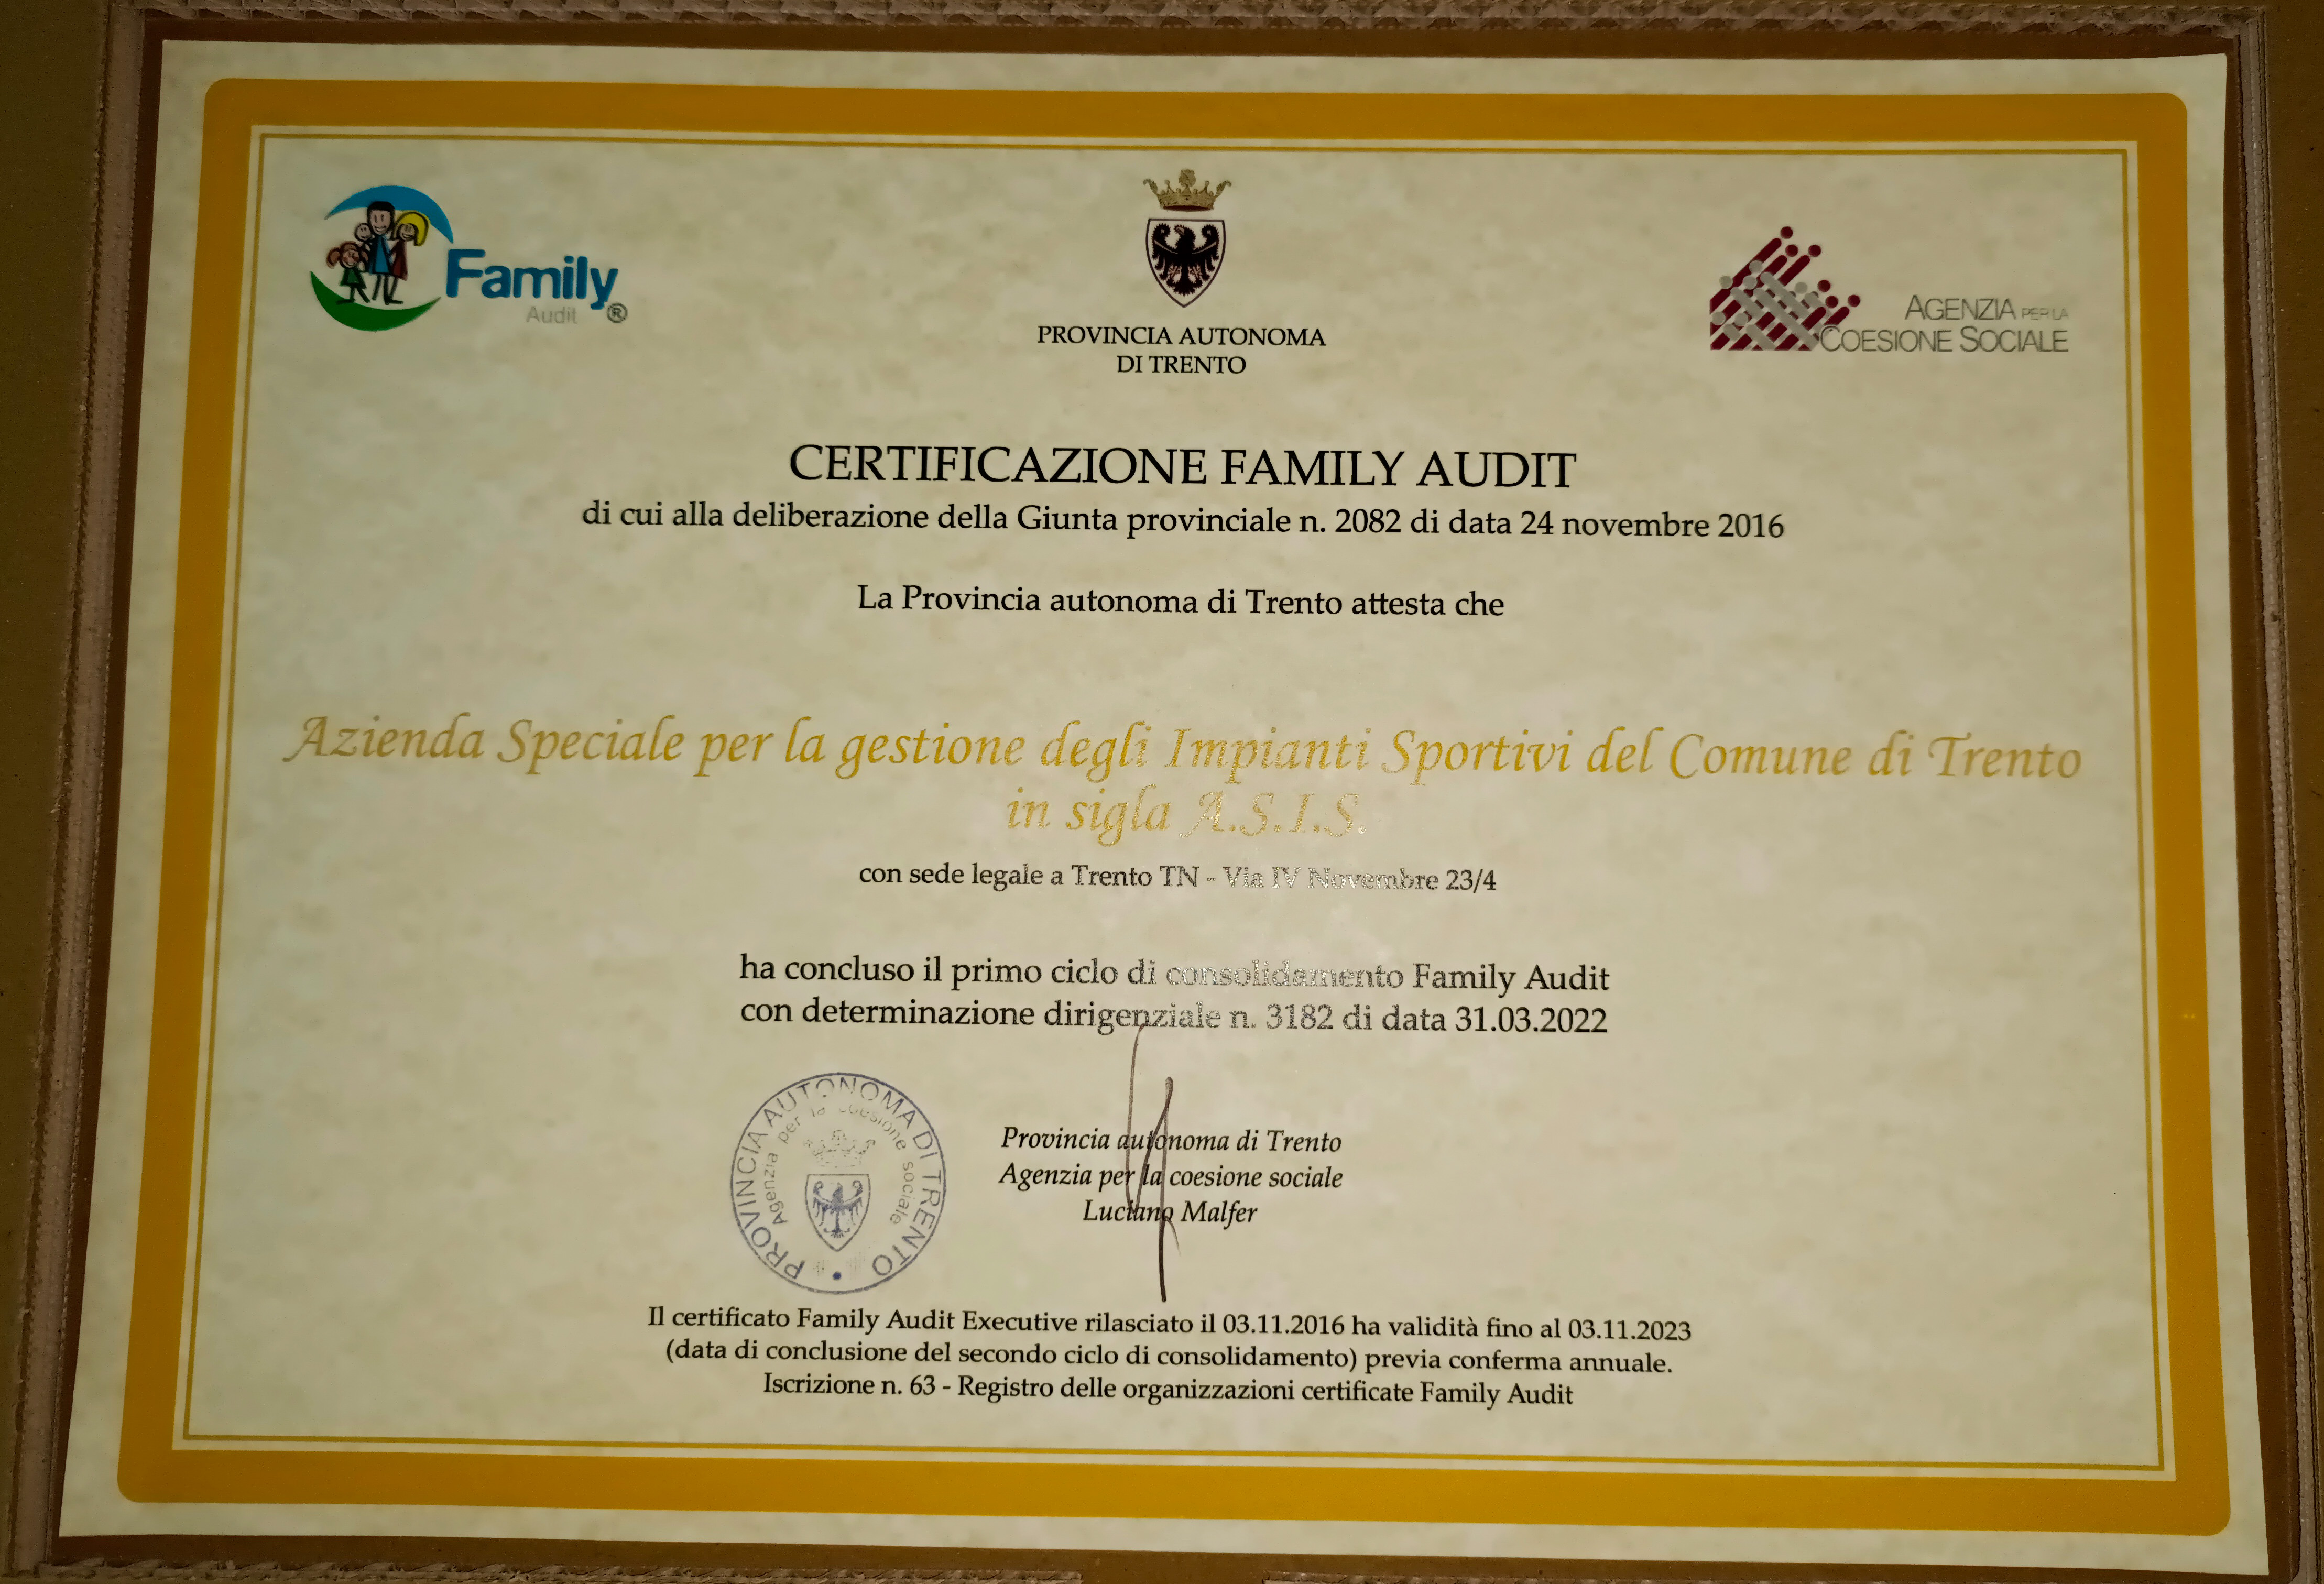 Family
Audit ®
PROVINCIA AUTONOMA
DI TRENTO
AGENZIA PER LA
COESIONE SOCIALE
CERTIFICAZIONE FAMILY AUDIT
di cui alla deliberazione della Giunta provinciale n. 2082 di data 24 novembre 2016
La Provincia autonoma di Trento attesta che
Azienda Speciale per la gestione degli Impianti Sportivi del Comune di Trento
in sigla A.S.I.S.
con sede legale a Trento TN - Via IV Novembre 23/4
ha concluso il primo ciclo di consolidamento Family Audit
con determinazione dirigenziale n. 3182 di data 31.03.2022
PROVINCIA AUTONOMA DI TRENTO
Agenzia per la coesione sociale
Provincia autonoma di Trento
Agenzia per la coesione sociale
Luciano Malfer
Il certificato Family Audit Executive rilasciato il 03.11.2016 ha validità fino al 03.11.2023
(data di conclusione del secondo ciclo di consolidamento) previa conferma annuale.
Iscrizione n. 63 - Registro delle organizzazioni certificate Family Audit